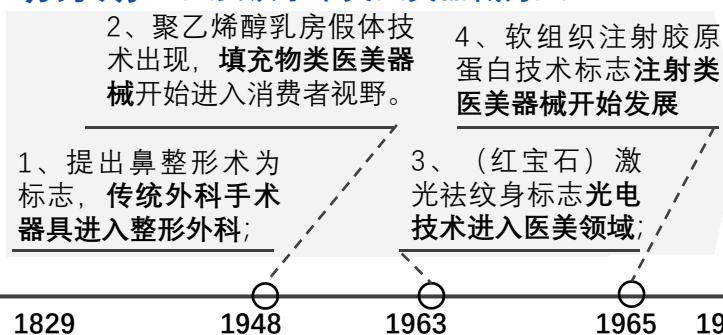 2、聚乙烯醇乳房假体技
术出现，填充物类医美器
械开始进入消费者视野。
4、软组织注射胶原
蛋白技术标志注射类
医美器械开始发展
1、提出鼻整形术为
标志，传统外科手术
器具进入整形外科；
3、（红宝石）激
光祛纹身标志光电
技术进入医美领域；
1829 1948 1963 1965